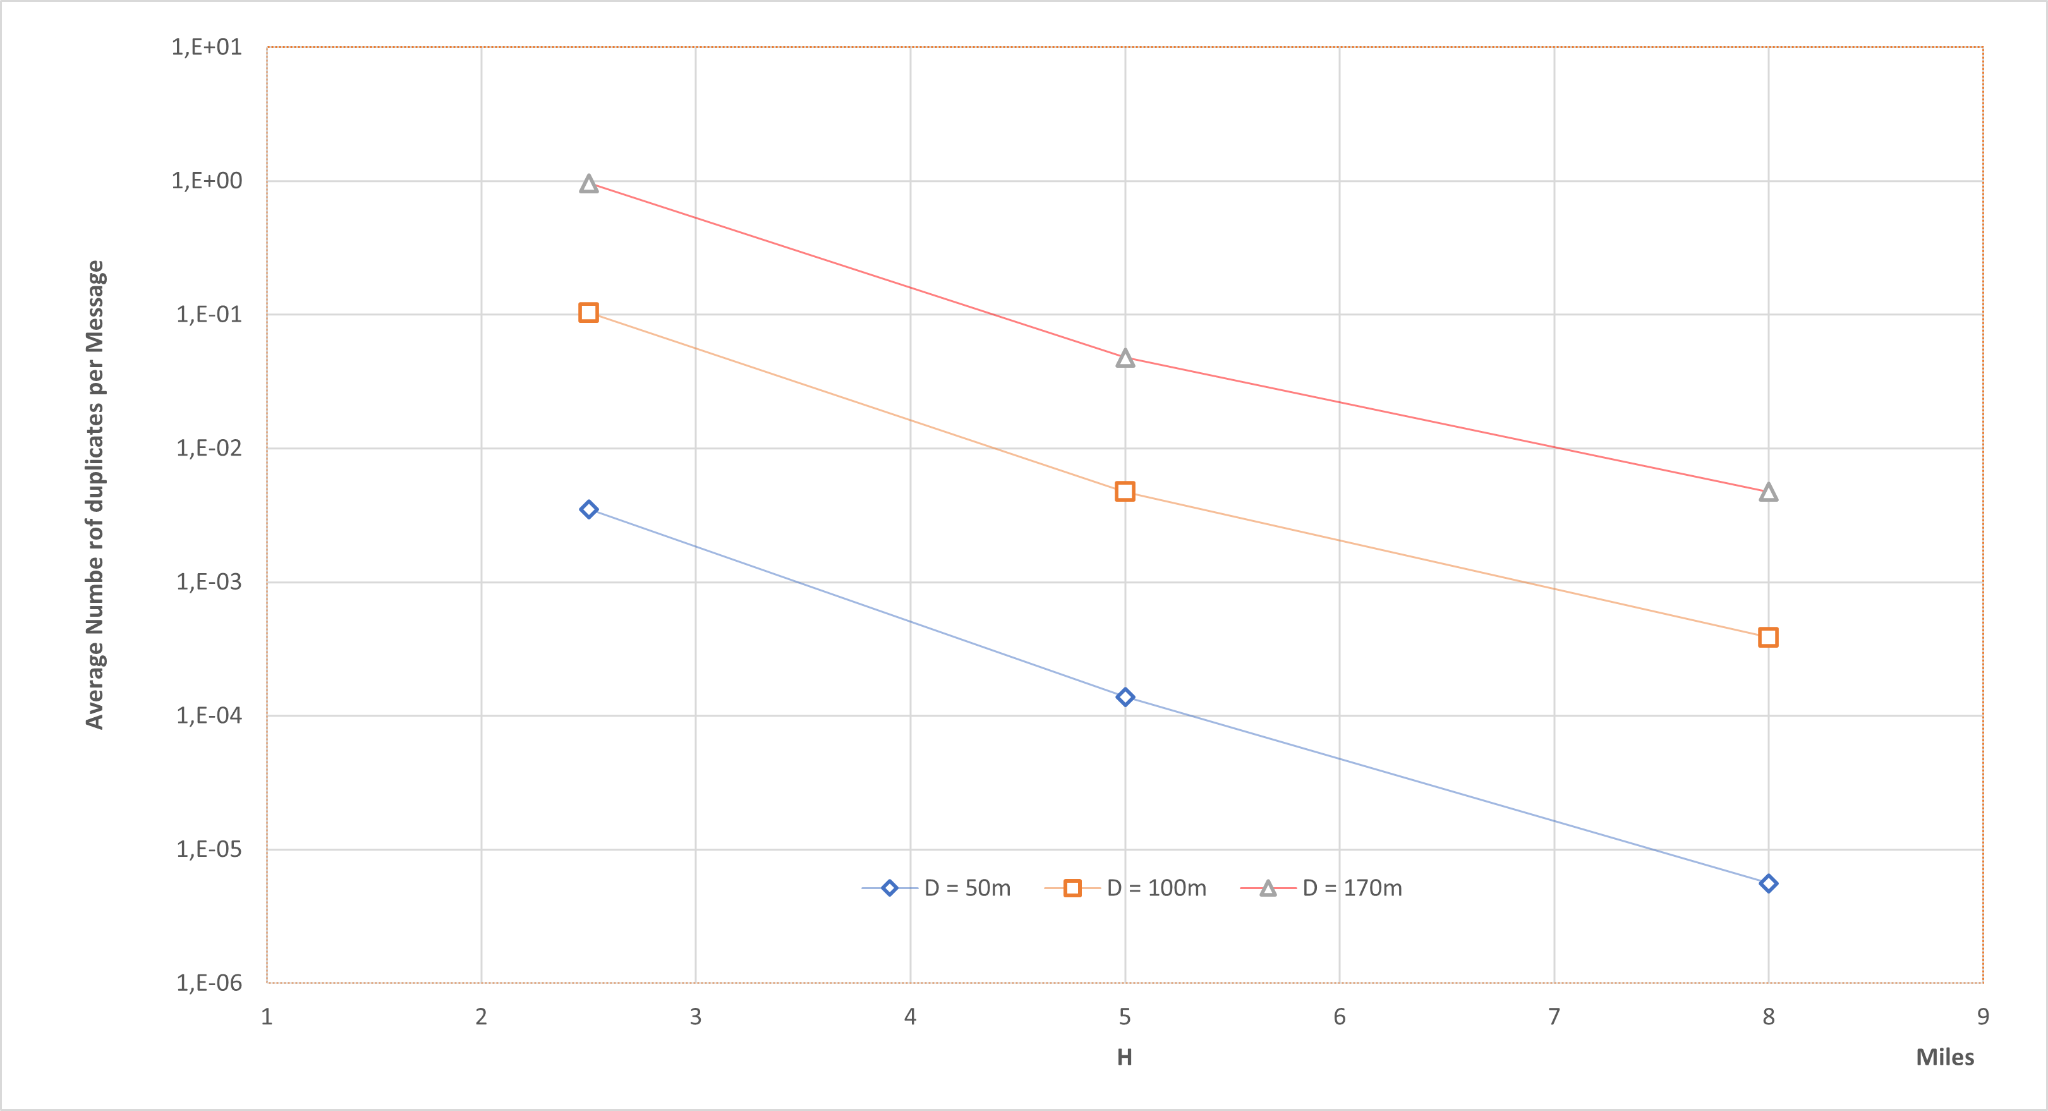 1,E+01
1,E+00
1,E-01
1,E-02
1,E-03
1,E-04
1,E-05
1,E-06
Average Numbe rof duplicates per Message
D = 50m D = 100m D = 170m
1 2 3 4 5 6 7 8 9
H Miles